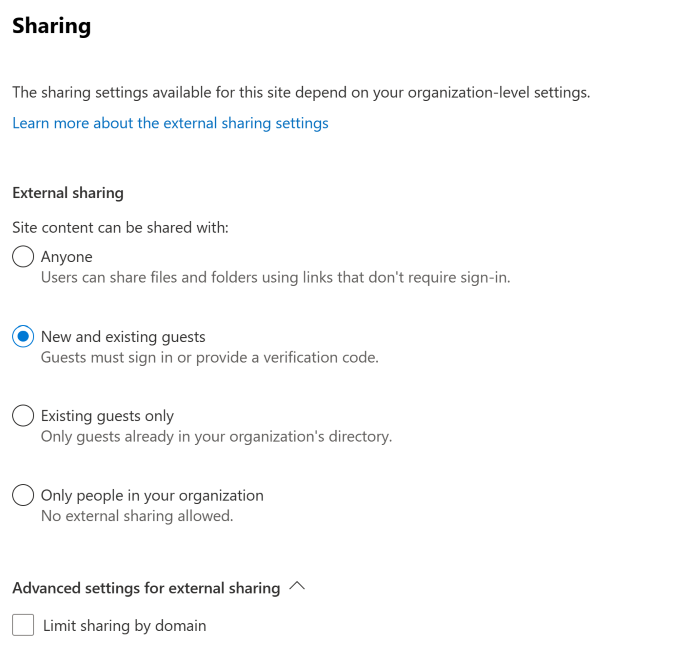 Sharing
The sharing settings available for this site depend on your organization-level settings.
Learn more about the external sharing settings
External sharing
Site content can be shared with:
Anyone
Users can share files and folders using links that don't require sign-in.
New and existing guests
Guests must sign in or provide a verification code.
Existing guests only
Only guests already in your organization's directory.
Only people in your organization
No external sharing allowed.
Advanced settings for external sharing
Limit sharing by domain